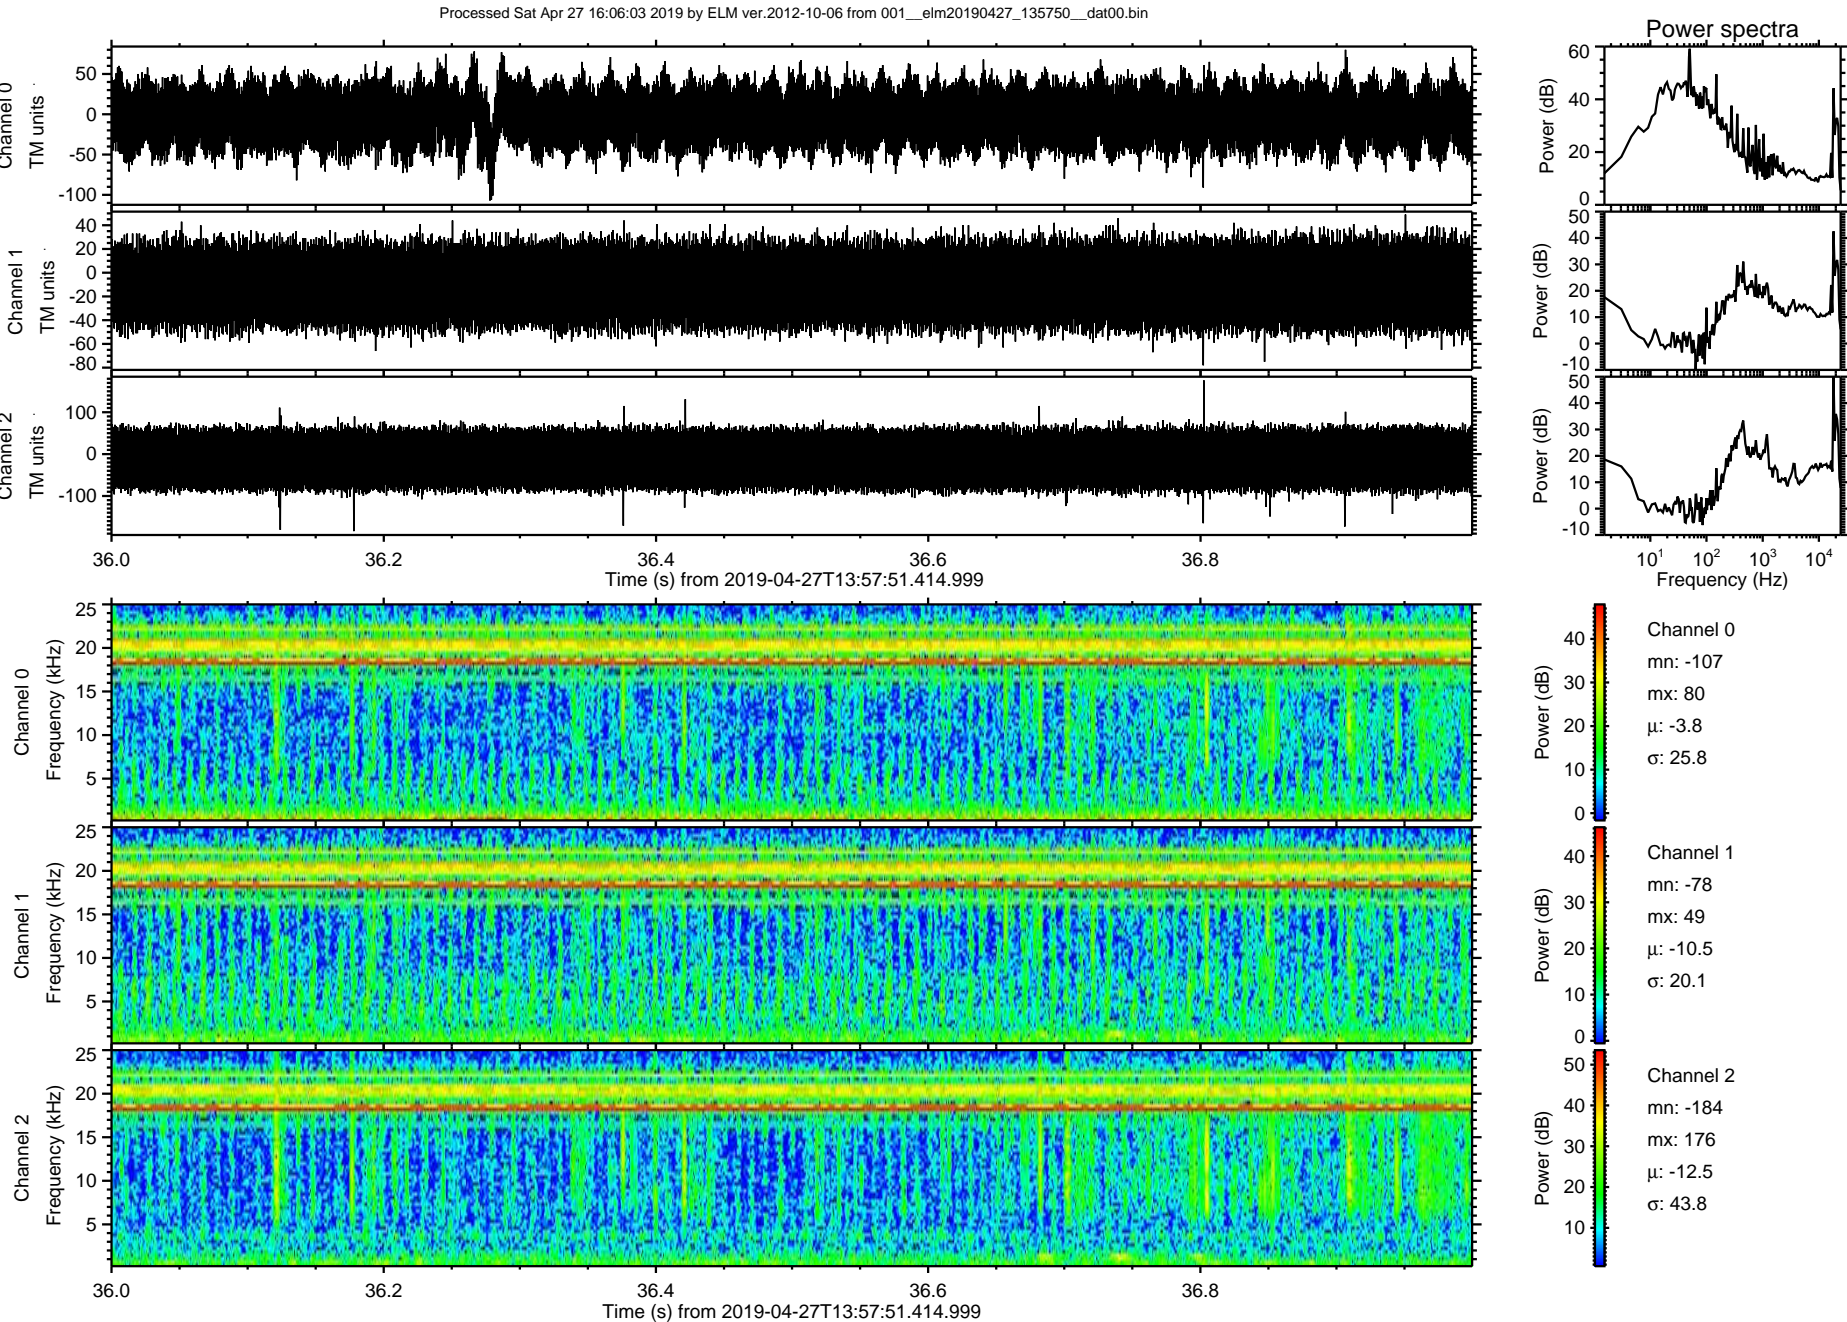 Processed Sat Apr 27 16:06:03 2019 by ELM ver.2012-10-06 from 001__elm20190427_135750__dat00.bin
Power spectra
Channel 0
TM units
50
0
-50
-100
Power (dB)
60
40
20
0
Channel 1
TM units
40
20
0
-20
-40
-60
-80
Power (dB)
50
40
30
20
10
0
-10
Channel 2
TM units
100
0
-100
Power (dB)
50
40
30
20
10
0
-10
36.0 36.2 36.4 36.6 36.8
Time (s) from 2019-04-27T13:57:51.414.999
10¹ 10² 10³ 10⁴
Frequency (Hz)
Channel 0
Frequency (kHz)
25
20
15
10
5
Power (dB)
40
30
20
10
0
Channel 0
mn: -107
mx: 80
μ: -3.8
σ: 25.8
Channel 1
Frequency (kHz)
25
20
15
10
5
Power (dB)
40
30
20
10
0
Channel 1
mn: -78
mx: 49
μ: -10.5
σ: 20.1
Channel 2
Frequency (kHz)
25
20
15
10
5
Power (dB)
50
40
30
20
10
Channel 2
mn: -184
mx: 176
μ: -12.5
σ: 43.8
36.0 36.2 36.4 36.6 36.8
Time (s) from 2019-04-27T13:57:51.414.999